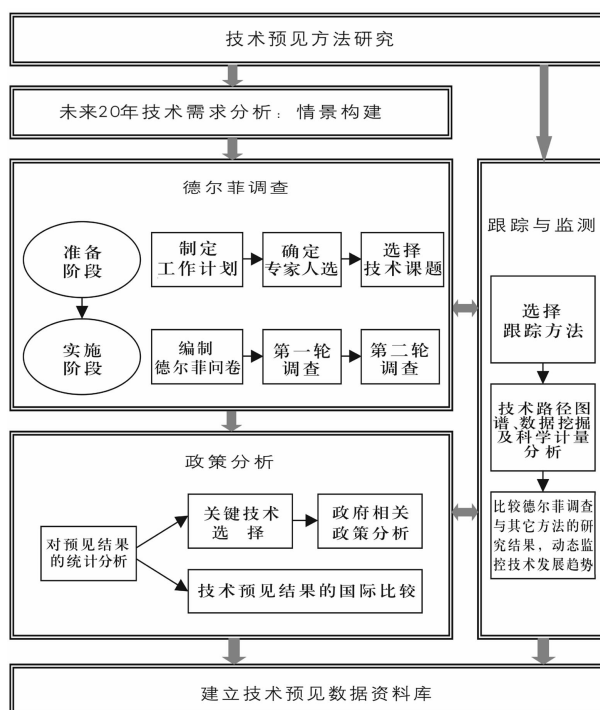 技术预见方法研究
未来20年技术需求分析：情景构建
德尔菲调查
准备
阶段
制定
工作计划
确定
专家人选
选择
技术课题
实施
阶段
编制
德尔菲问卷
第一轮
调查
第二轮
调查
政策分析
对预见结果
的统计分析
关键技术
选 择
政府相关
政策分析
技术预见结果的国际比较
跟踪与监测
选择
跟踪方法
技术路径图
谱、数据挖掘
及科学计量
分析
比较德尔菲调查
与其它方法的研
究结果，动态监
控技术发展趋势
建立技术预见数据资料库